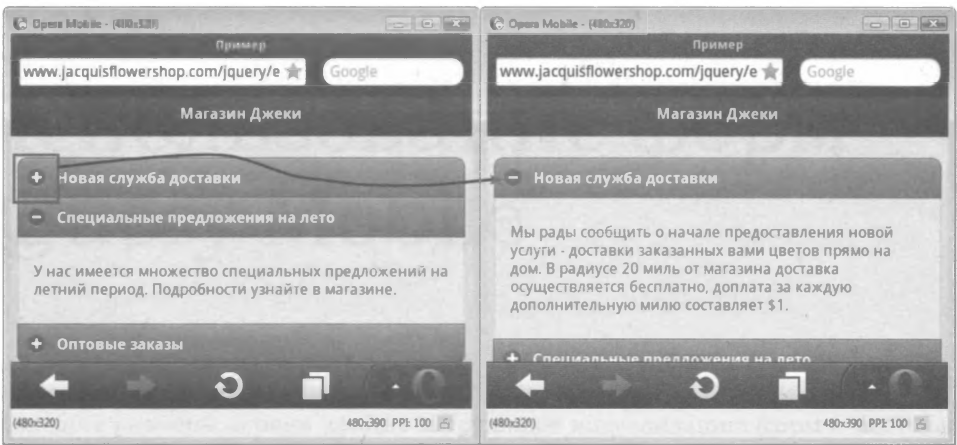 Opera Mobile - (480x320)
Пример
www.jacquisflowershop.com/jquery/e
Google
Магазин Джеки
Новая служба доставки
Специальные предложения на лето
У нас имеется множество специальных предложений на
летний период. Подробности узнайте в магазине.
Оптовые заказы
(480x320)
480x390 PPI: 100
Opera Mobile - (480x320)
Пример
www.jacquisflowershop.com/jquery/e
Google
Магазин Джеки
Новая служба доставки
Мы рады сообщить о начале предоставления новой
услуги - доставки заказанных вами цветов прямо на
дом. В радиусе 20 миль от магазина доставка
осуществляется бесплатно, доплата за каждую
дополнительную милю составляет $1.
Специальные предложения на лето
(480x320)
480x390 PPI: 100